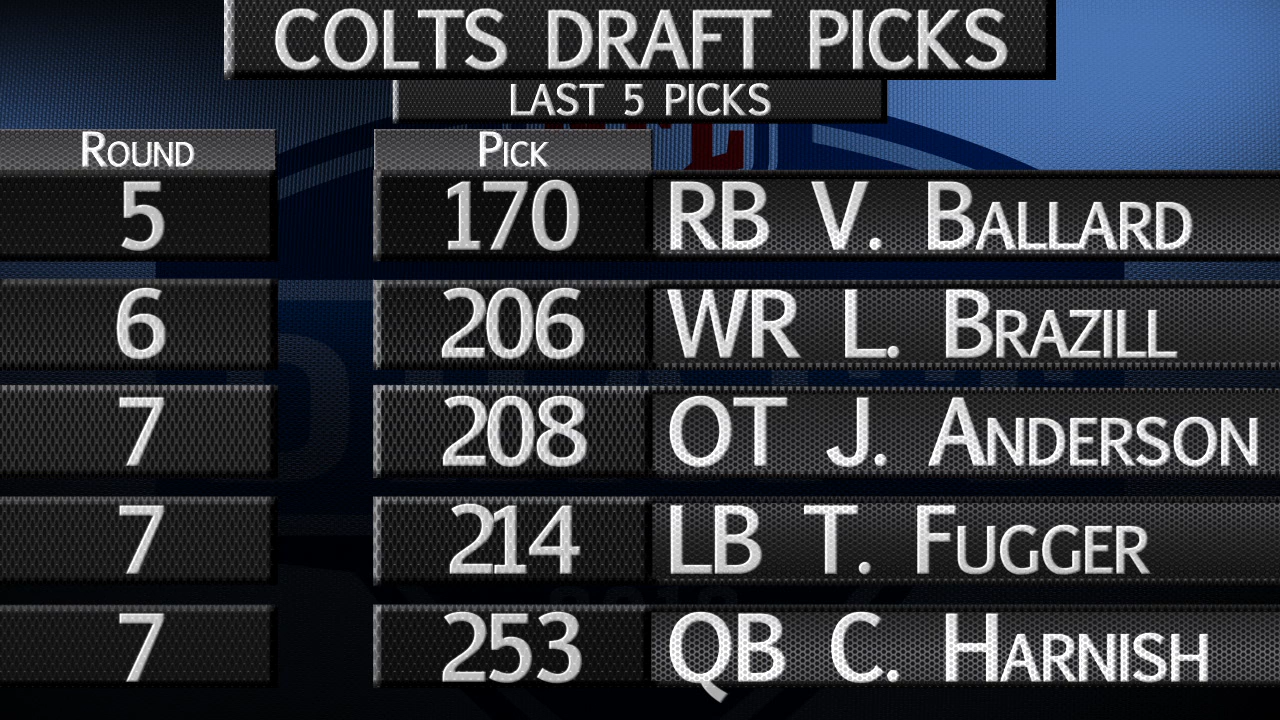 COLTS DRAFT PICKS
LAST 5 PICKS
ROUND PICK
5 170 RB V. BALLARD
6 206 WR L. BRAZILL
7 208 OT J. ANDERSON
7 214 LB T. FUGGER
7 253 QB C. HARNISH